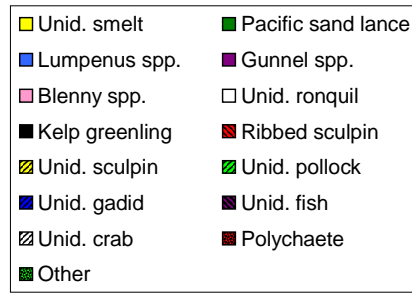 Unid. smelt Pacific sand lance
Lumpenus spp. Gunnel spp.
Blenny spp. Unid. ronquil
Kelp greenling Ribbed sculpin
Unid. sculpin Unid. pollock
Unid. gadid Unid. fish
Unid. crab Polychaete
Other